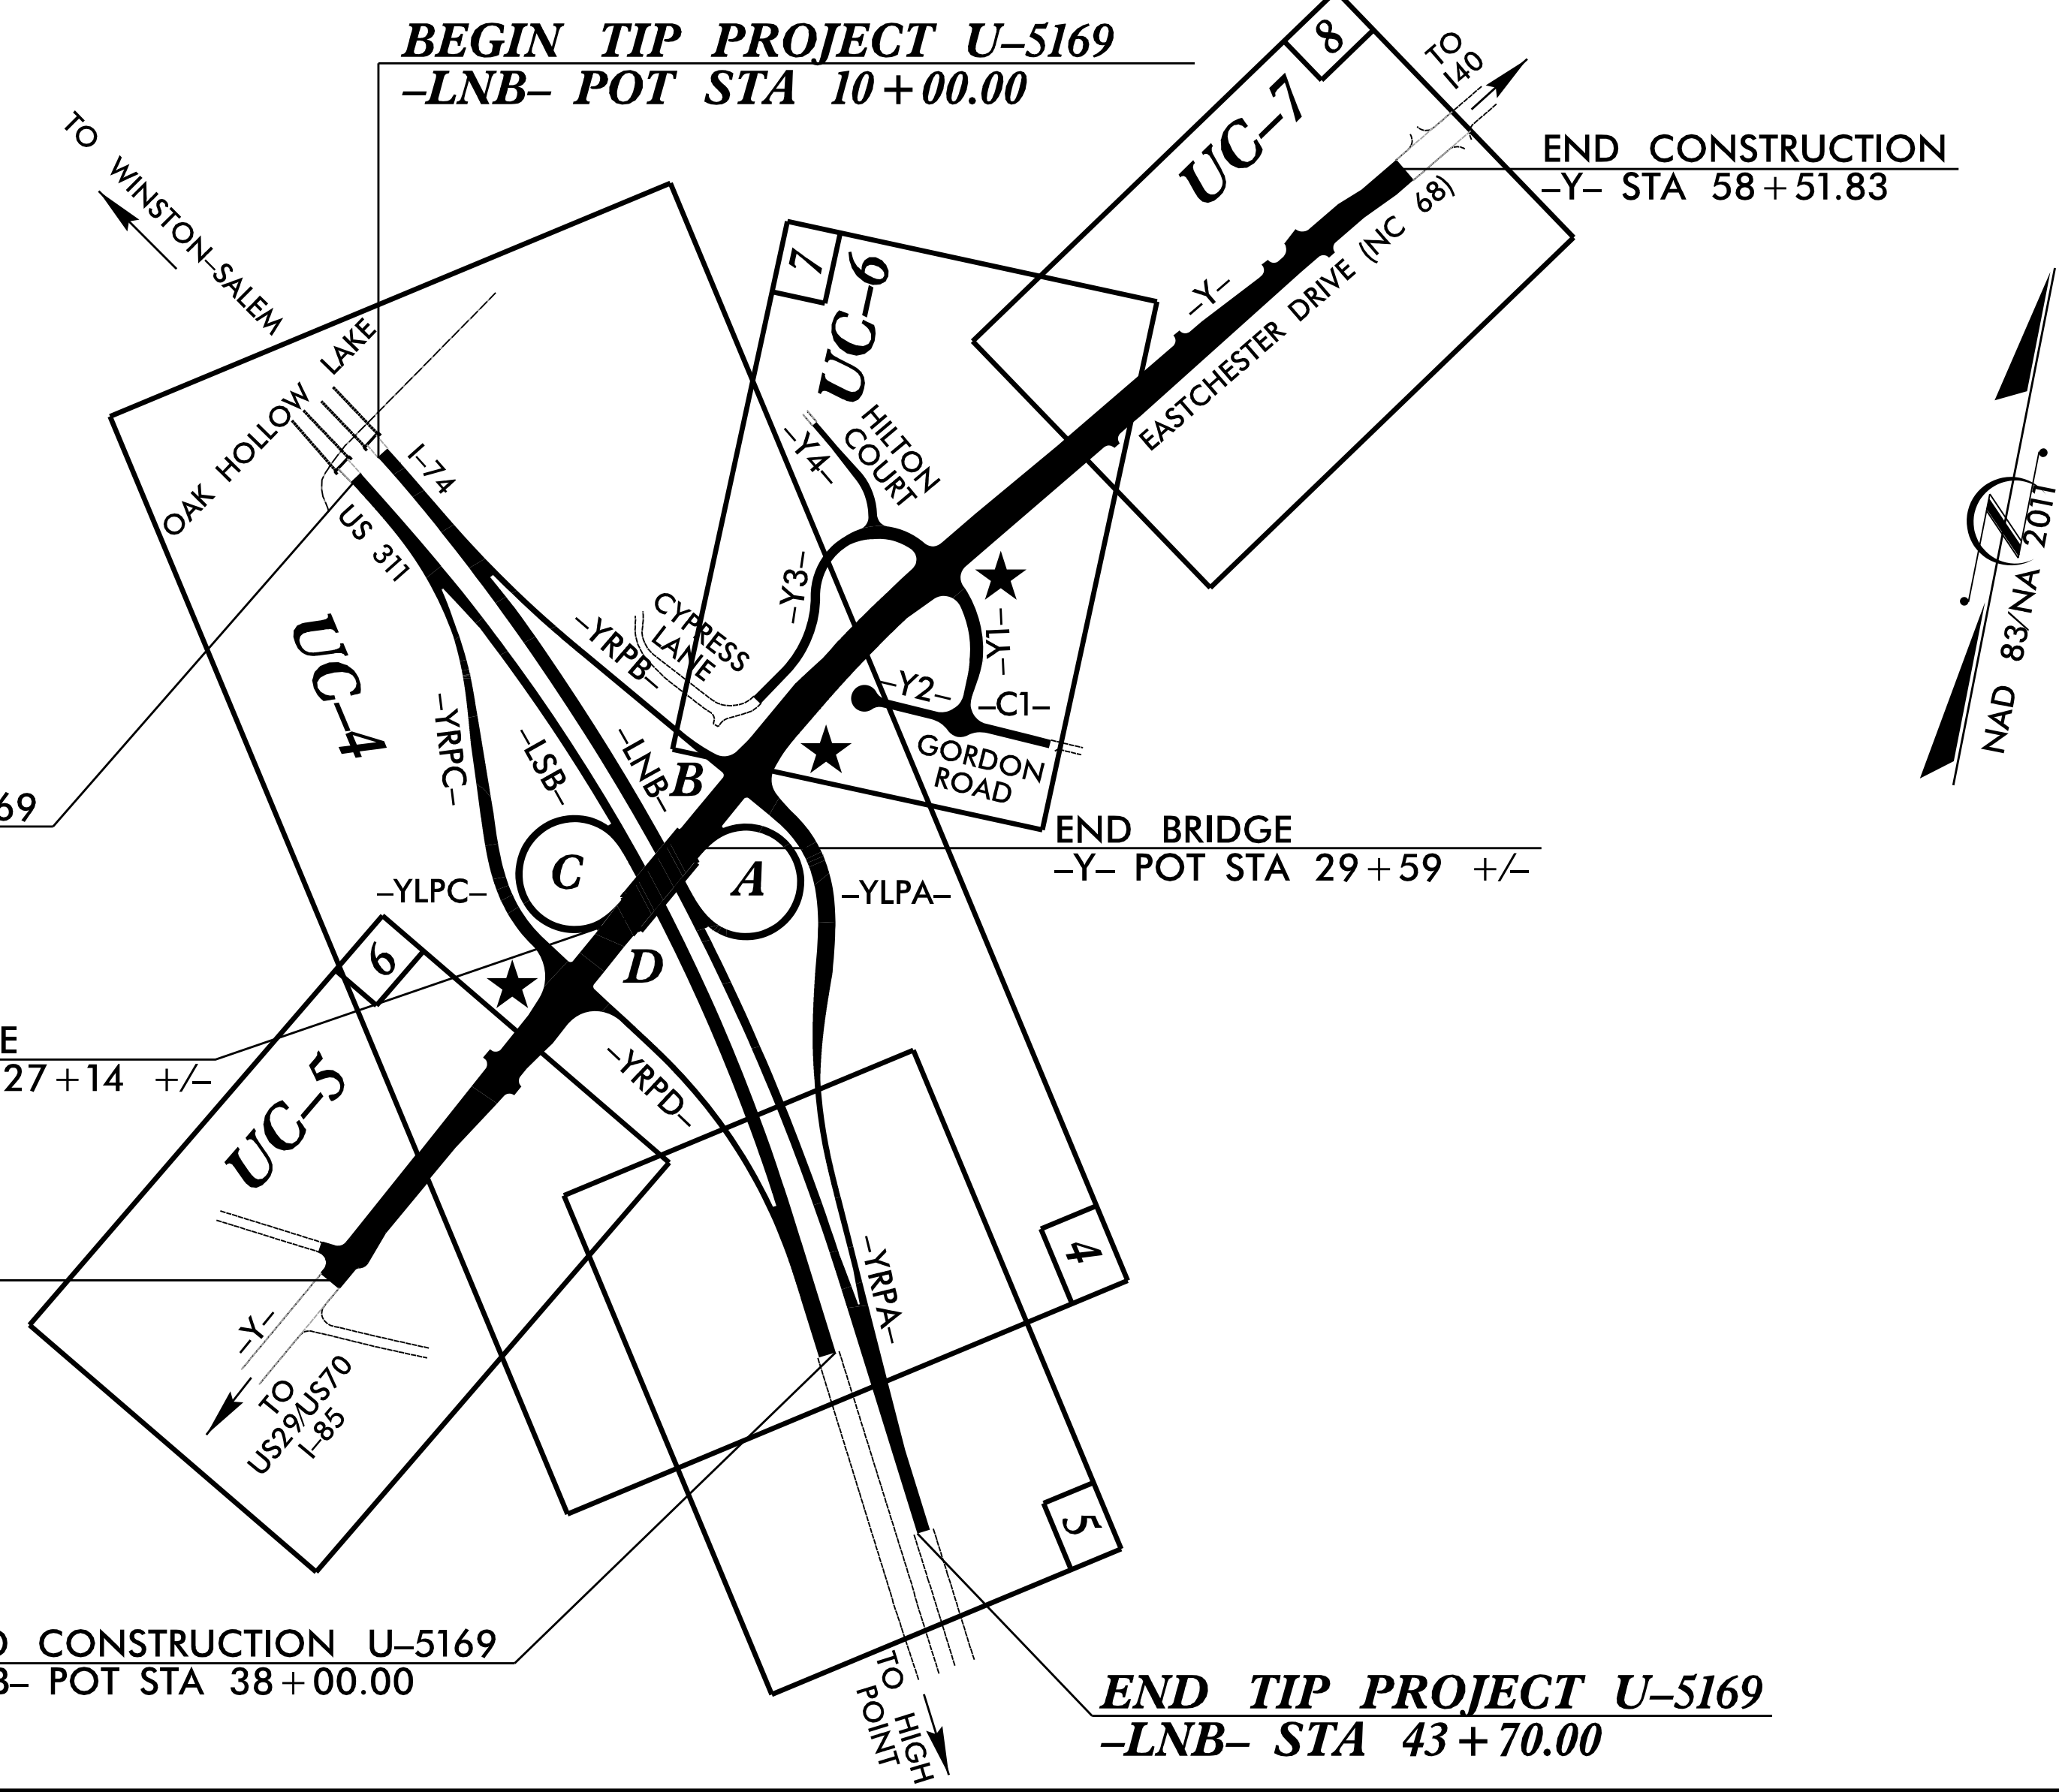 BEGIN TIP PROJECT U–5169
–LNB– POT STA 10+00.00
8
TO
I40
UC–7
END CONSTRUCTION
–Y– STA 58+51.83
TO WINSTON–SALEM
7
UC–6
–Y–
EASTCHESTER DRIVE (NC 68)
OAK HOLLOW LAKE
I–74
US 311
–Y4–
HILTON
COURT
–Y3–
CYPRESS
LANE
–YRPB–
–Y1–
–Y2–
–C1–
GORDON
ROAD
NAD 83/NA 2011
UC–4
–YRPC–
–LSB–
–LNB–
B
69
END BRIDGE
–Y– POT STA 29+59 +/–
C
A
–YLPC–
–YLPA–
6
D
E
27+14 +/–
UC–5
–YRPD–
4
–YRPA–
–Y–
TO
US29/US70
I–85
5
D CONSTRUCTION U–5169
B– POT STA 38+00.00
TO HIGH
POINT
END TIP PROJECT U–5169
–LNB– STA 43+70.00